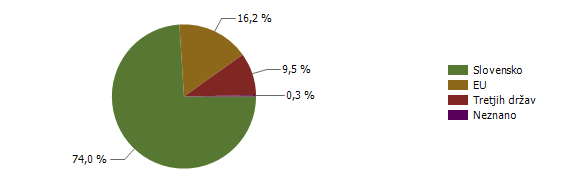 16,2 %
9,5 %
0,3 %
74,0 %
Slovensko
EU
Tretjih držav
Neznano